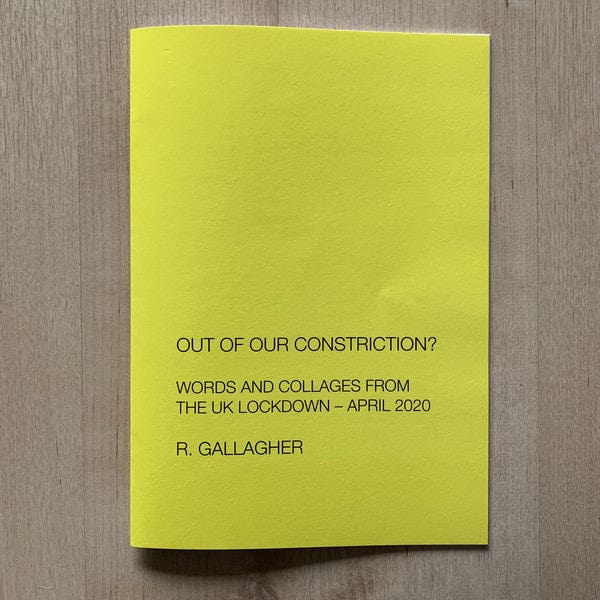 OUT OF OUR CONSTRICTION?
WORDS AND COLLAGES FROM
THE UK LOCKDOWN – APRIL 2020
R. GALLAGHER